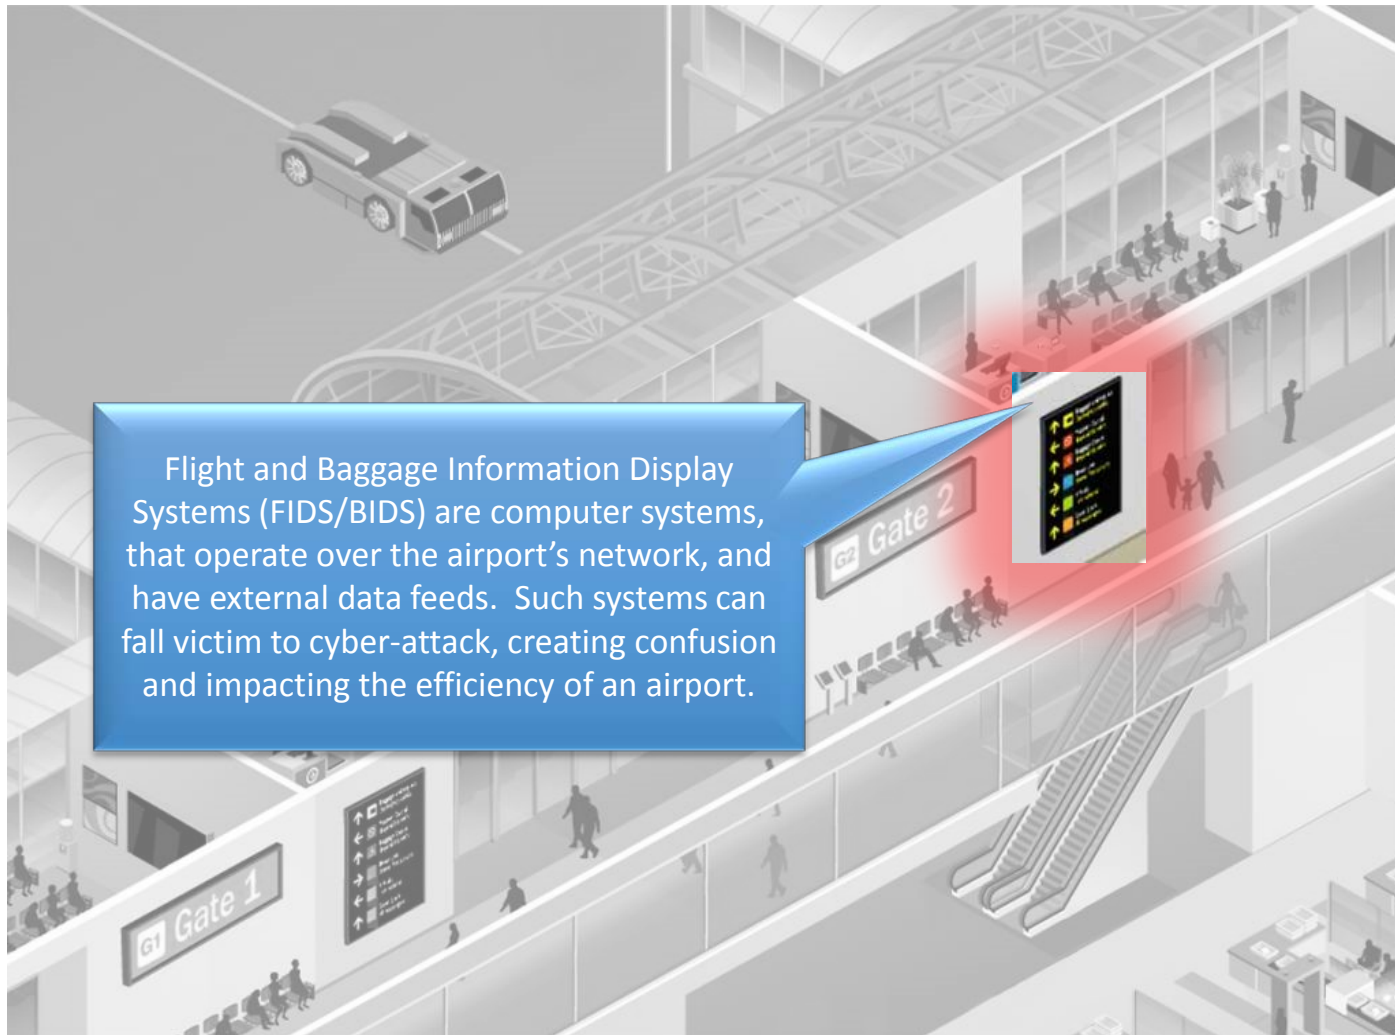 Flight and Baggage Information Display
Systems (FIDS/BIDS) are computer systems,
that operate over the airport's network, and
have external data feeds.  Such systems can
fall victim to cyber-attack, creating confusion
and impacting the efficiency of an airport.
G2 Gate 2
G1 Gate 1